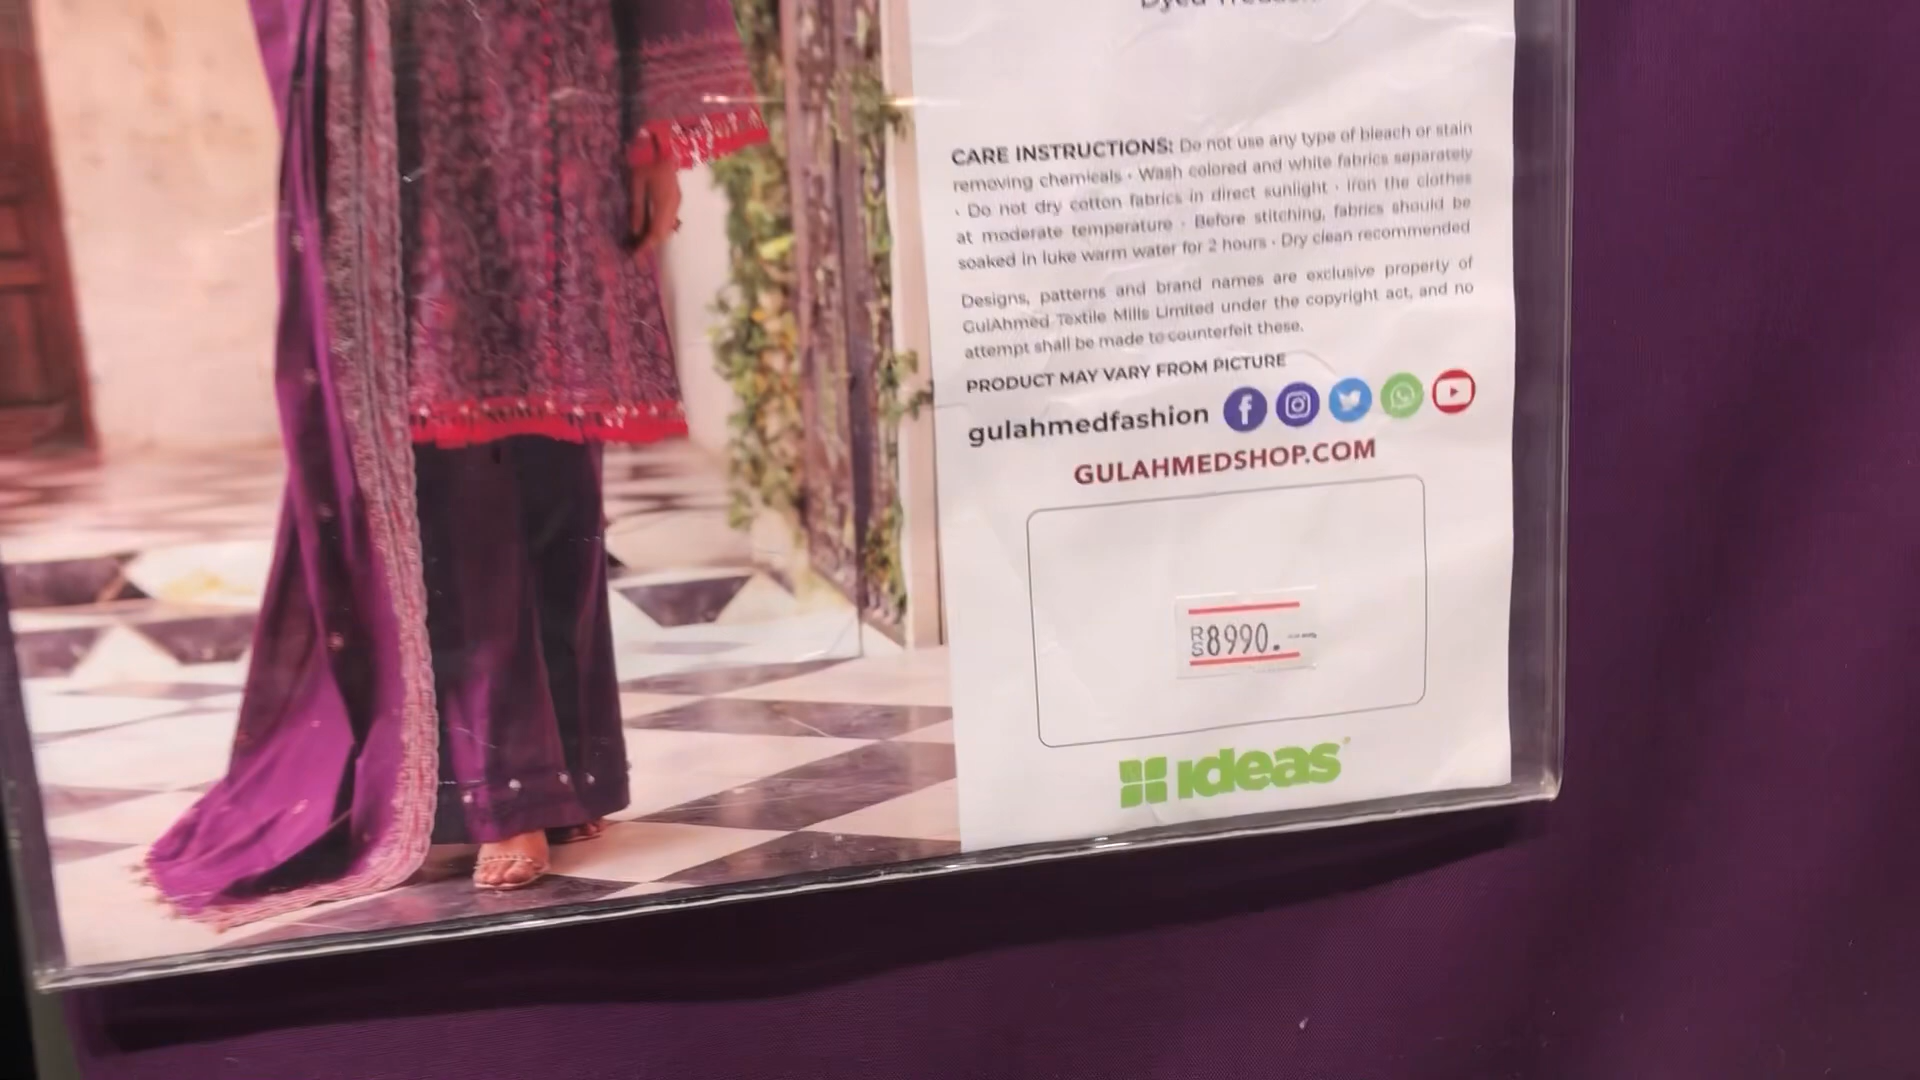 CARE INSTRUCTIONS: Do not use any type of bleach or stain
removing chemicals • Wash colored and white fabrics separately
• Do not dry cotton fabrics in direct sunlight • Iron the clothes
at moderate temperature • Before stitching, fabrics should be
soaked in luke warm water for 2 hours • Dry clean recommended
Designs, patterns and brand names are exclusive property of
GulAhmed Textile Mills Limited under the copyright act, and no
attempt shall be made to counterfeit these.
PRODUCT MAY VARY FROM PICTURE
gulahmedfashion
GULAHMEDSHOP.COM
RS 8990.
ideas